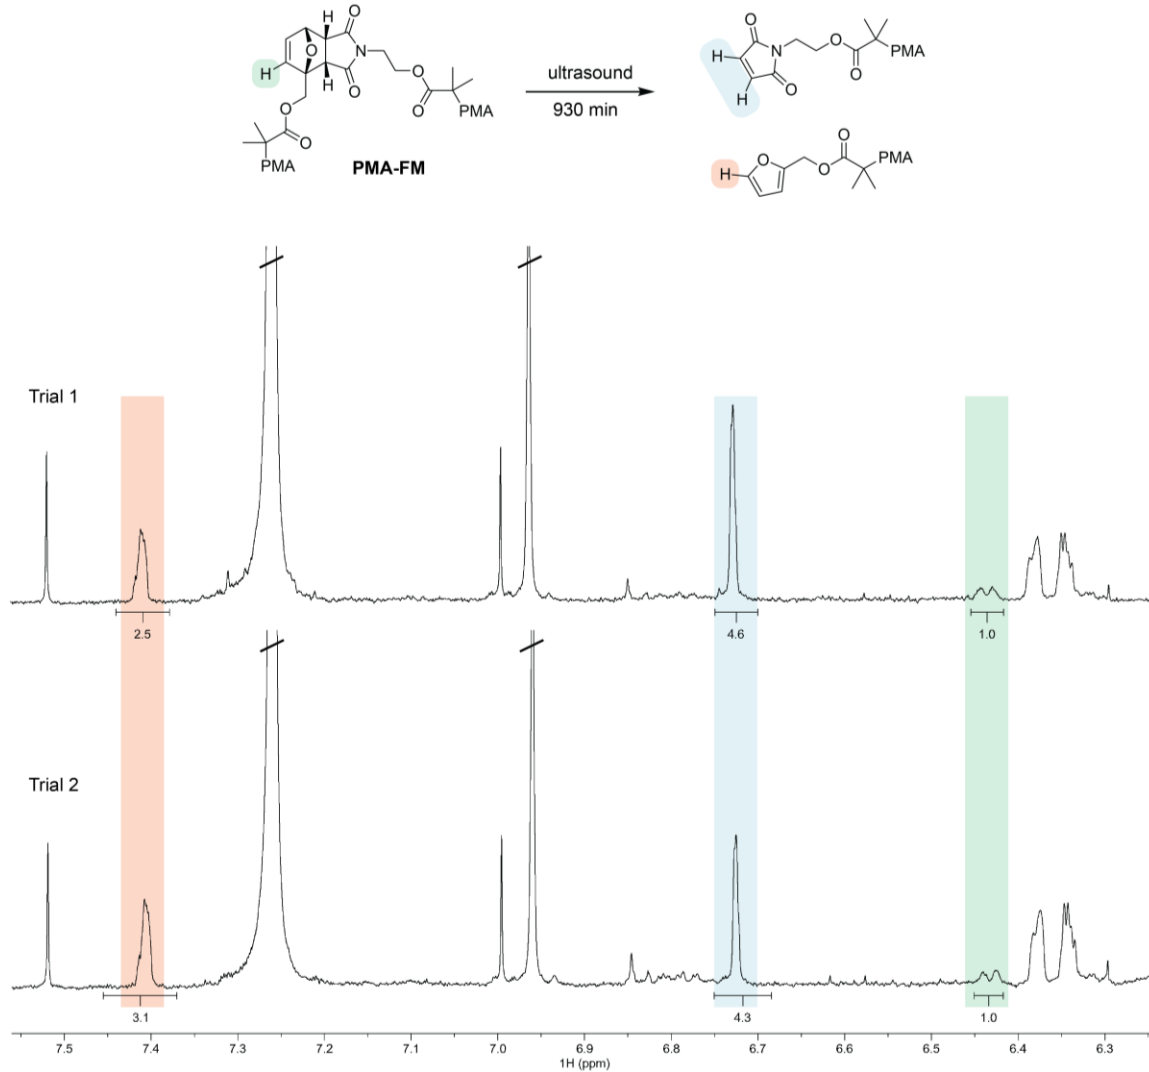 H O
H O O PMA
O N O
N O ultrasound H O
H O H O O 930 min H O
PMA
O O
O O PMA
H O
PMA PMA-FM O
Trial 1
2.5 4.6 1.0
Trial 2
3.1 4.3 1.0
7.5 7.4 7.3 7.2 7.1 7.0 6.9 6.8 6.7 6.6 6.5 6.4 6.3
1H (ppm)